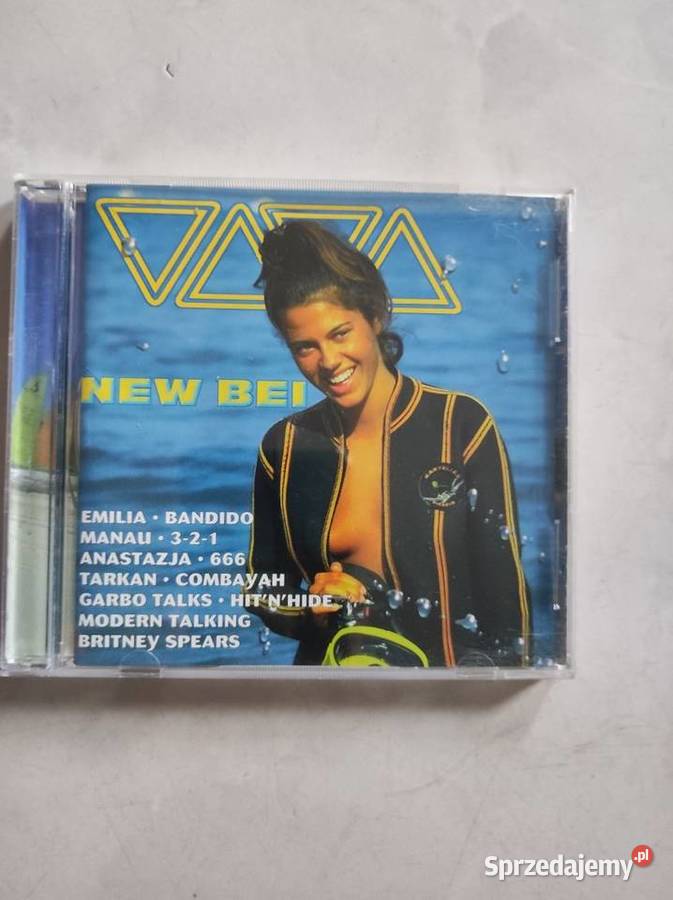 VIVA
NEW BEI
EMILIA · BANDIDO
MANAU · 3-2-1
ANASTAZJA · 666
TARKAN · COMBAYAH
GARBO TALKS · HIT'N'HIDE
MODERN TALKING
BRITNEY SPEARS
Sprzedajemy.pl